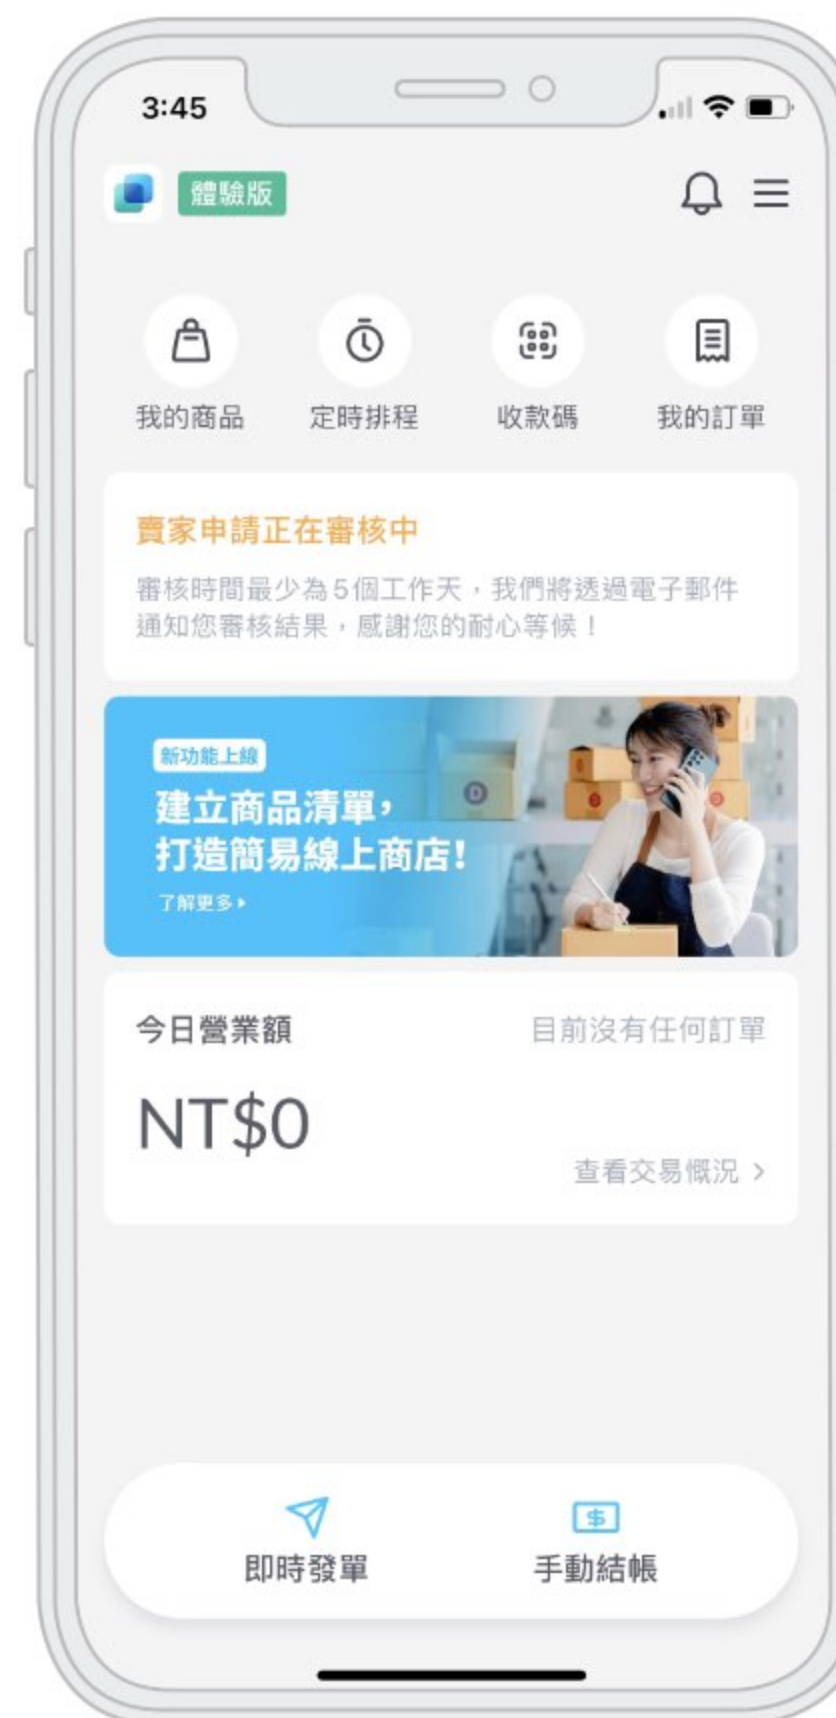 3:45
體驗版
我的商品
定時排程
收款碼
我的訂單
賣家申請正在審核中
審核時間最少為5個工作天，我們將透過電子郵件
通知您審核結果，感謝您的耐心等候！
新功能上線
建立商品清單，
打造簡易線上商店！
了解更多
今日營業額
目前沒有任何訂單
NT$0
查看交易慨況 >
即時發單
手動結帳